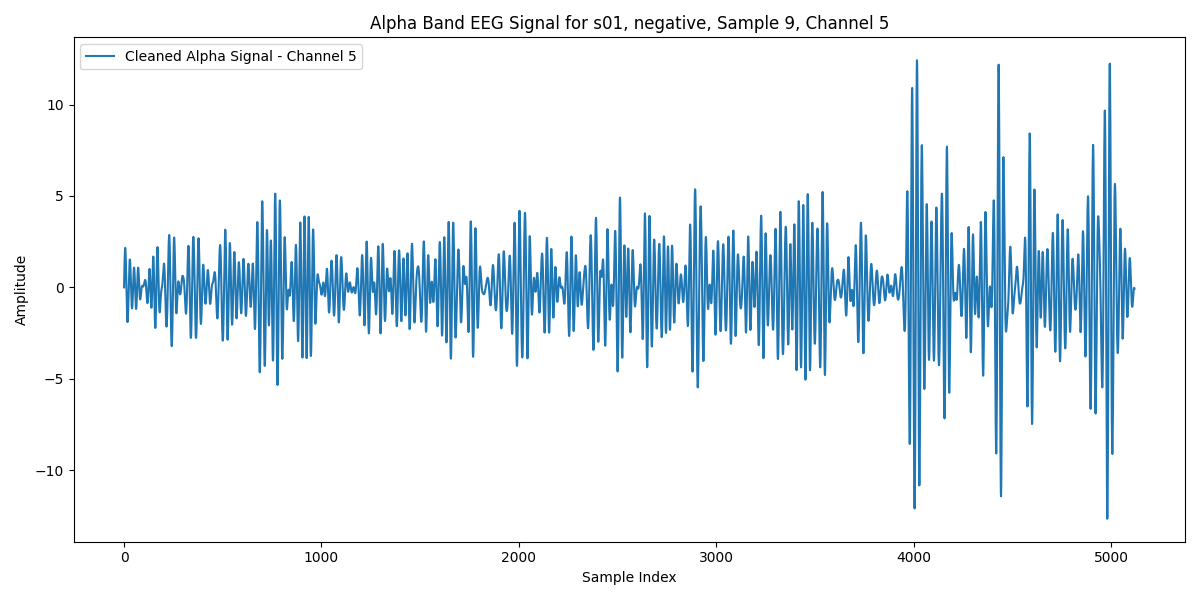 Alpha Band EEG Signal for s01, negative, Sample 9, Channel 5
Cleaned Alpha Signal - Channel 5
Amplitude
10
5
0
−5
−10
0 1000 2000 3000 4000 5000
Sample Index